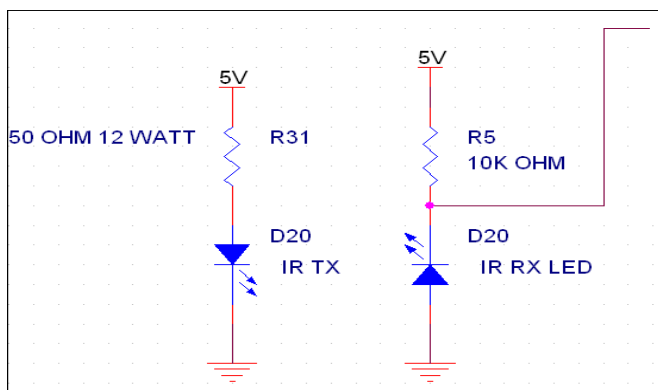 5V
50 OHM 12 WATT
R31
D20
IR TX
5V
R5
10K OHM
D20
IR RX LED